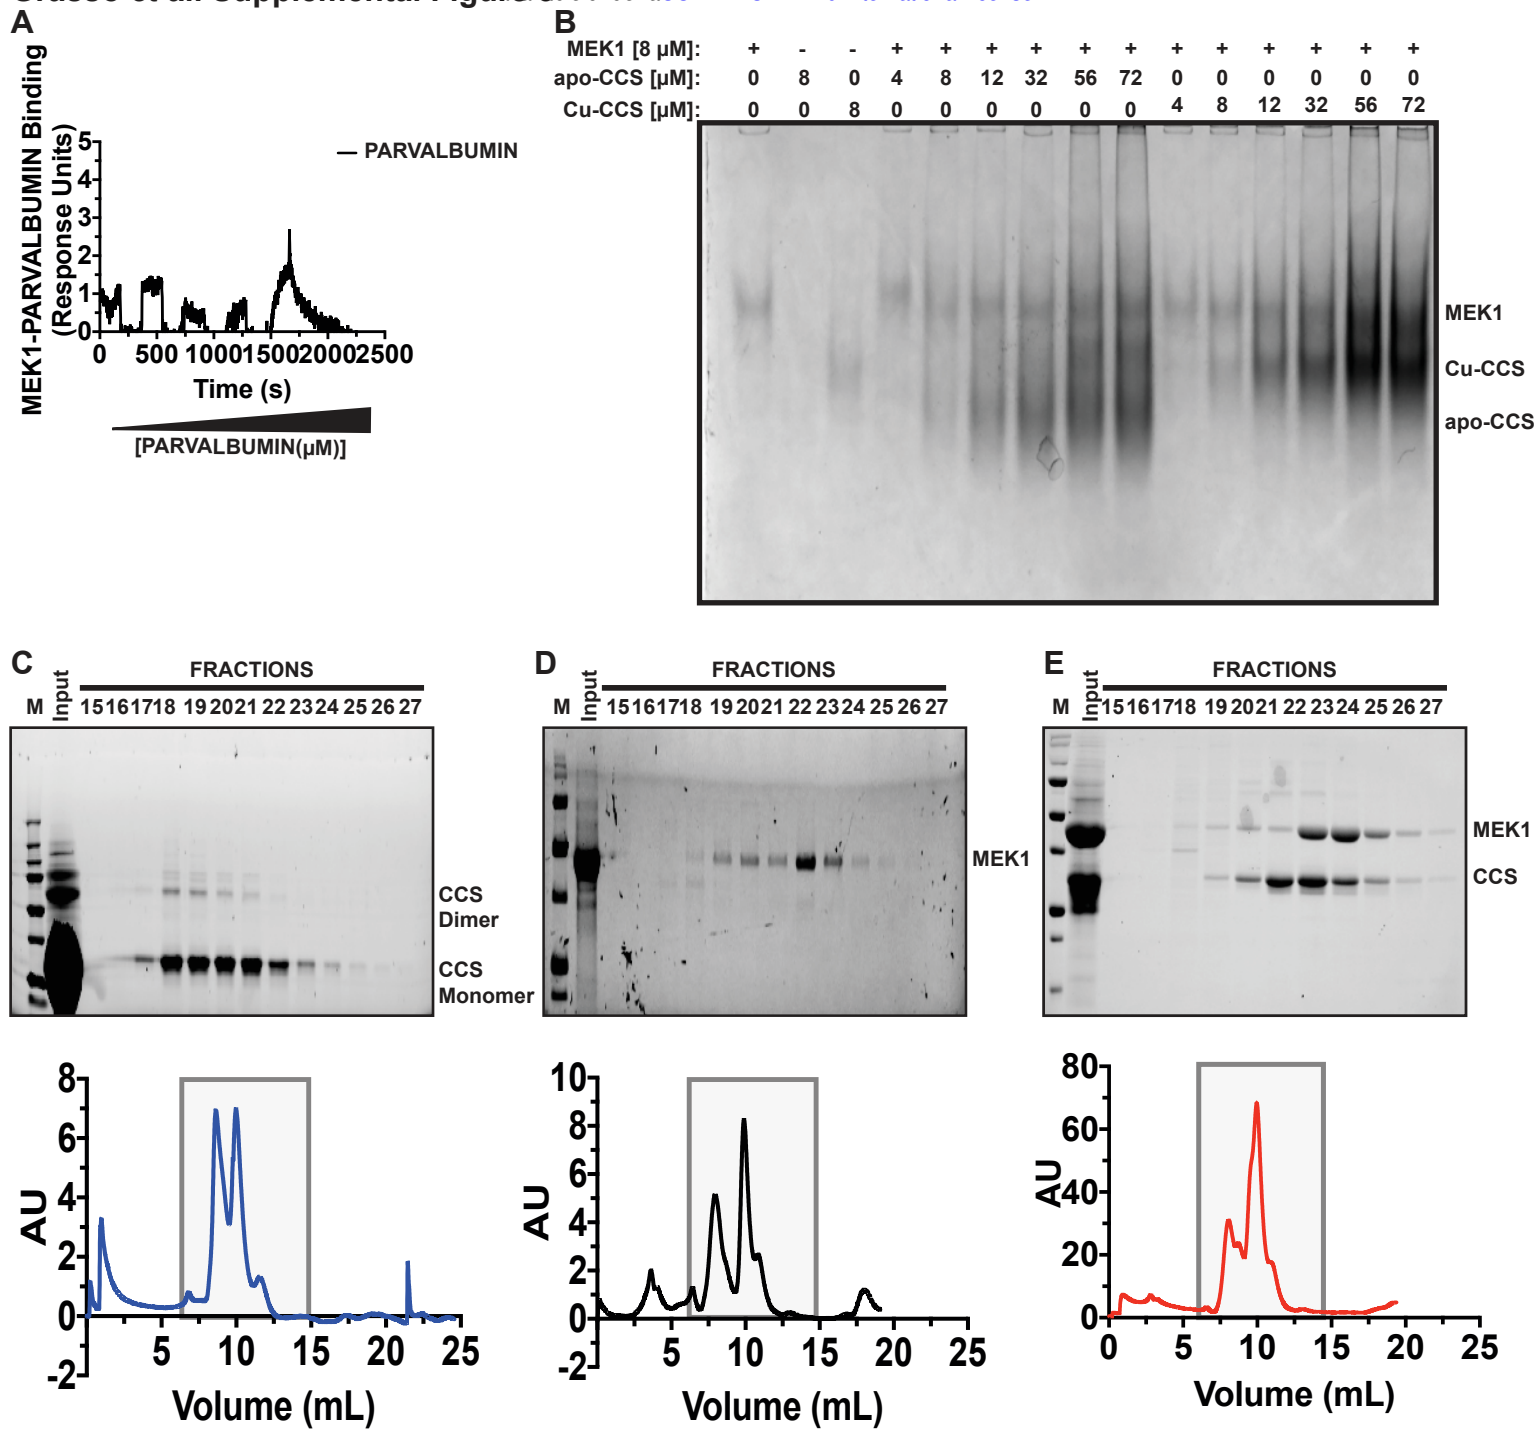 A
B
MEK1-PARVALBUMIN Binding
(Response Units)
5
4
3
2
1
0
PARVALBUMIN
0 500 1000 1500 2000 2500
Time (s)
[PARVALBUMIN(µM)]
MEK1 [8 µM]: + - - + + + + + + + + + + + +
apo-CCS [µM]: 0 8 0 4 8 12 32 56 72 0 0 0 0 0 0
Cu-CCS [µM]: 0 0 8 0 0 0 0 0 0 4 8 12 32 56 72
MEK1
Cu-CCS
apo-CCS
C
FRACTIONS
M Input 15 16 17 18 19 20 21 22 23 24 25 26 27
CCS
Dimer
CCS
Monomer
8
6
4
2
0
-2
AU
5 10 15 20 25
Volume (mL)
D
FRACTIONS
M Input 15 16 17 18 19 20 21 22 23 24 25 26 27
MEK1
10
8
6
4
2
0
-2
AU
5 10 15 20 25
Volume (mL)
E
FRACTIONS
M Input 15 16 17 18 19 20 21 22 23 24 25 26 27
MEK1
CCS
80
60
40
20
0
AU
0 5 10 15 20 25
Volume (mL)